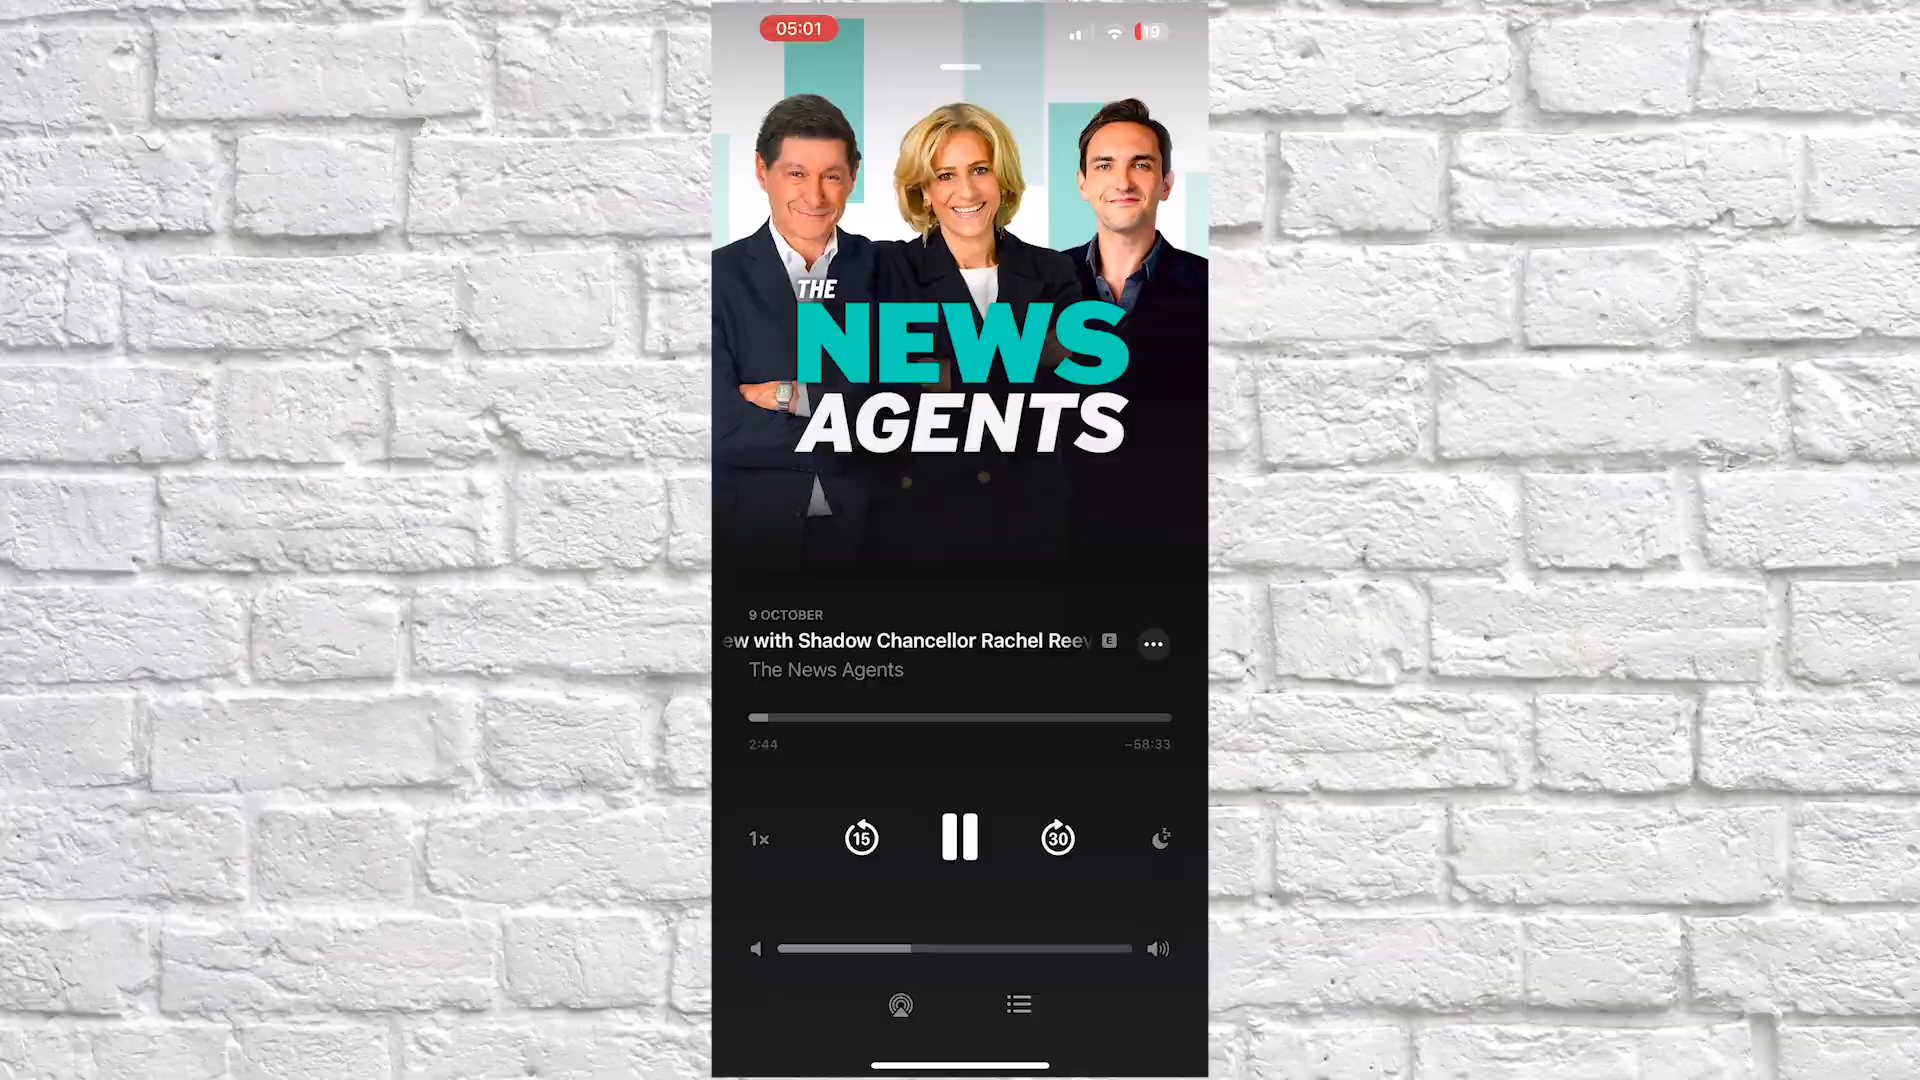 05:01
19
THE
NEWS
AGENTS
9 OCTOBER
ew with Shadow Chancellor Rachel Reev E
The News Agents
2:44 -58:33
1× 15 30